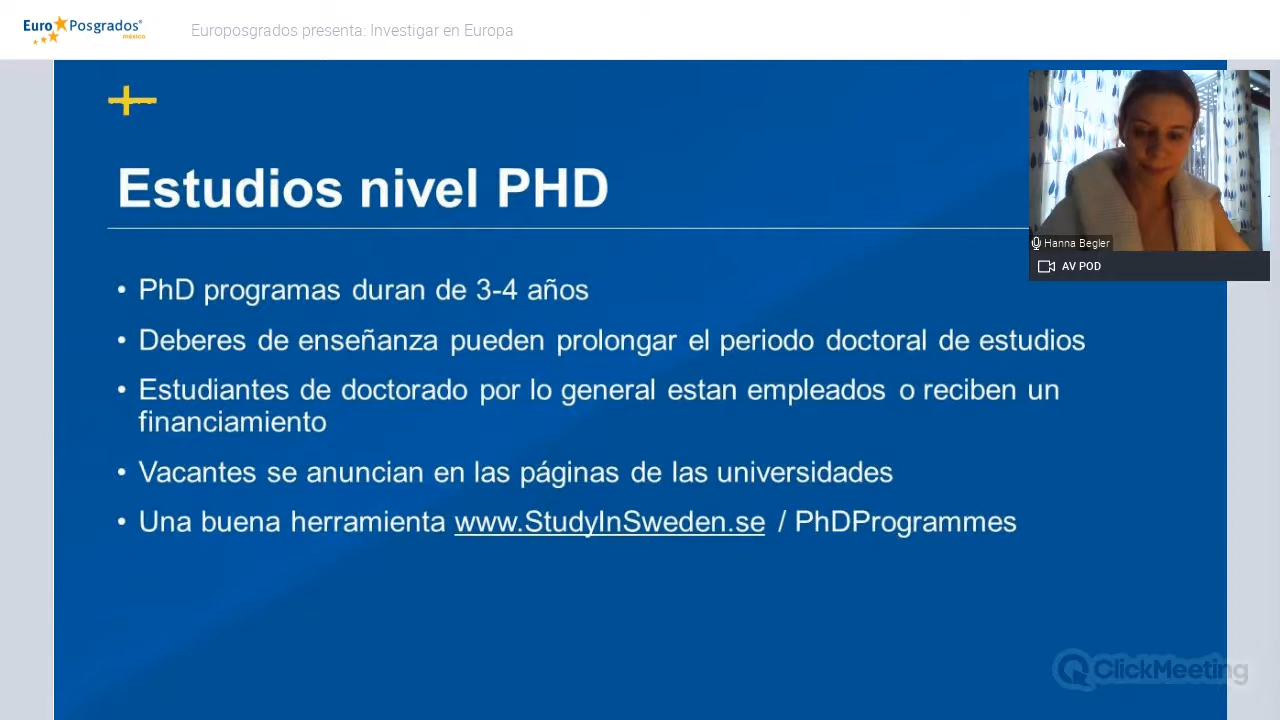 Euro Posgrados®
méxico
Europosgrados presenta: Investigar en Europa
Hanna Begler
AV POD
Estudios nivel PHD
• PhD programas duran de 3-4 años
• Deberes de enseñanza pueden prolongar el periodo doctoral de estudios
• Estudiantes de doctorado por lo general estan empleados o reciben un
financiamiento
• Vacantes se anuncian en las páginas de las universidades
• Una buena herramienta www.StudyInSweden.se / PhDProgrammes
ClickMeeting